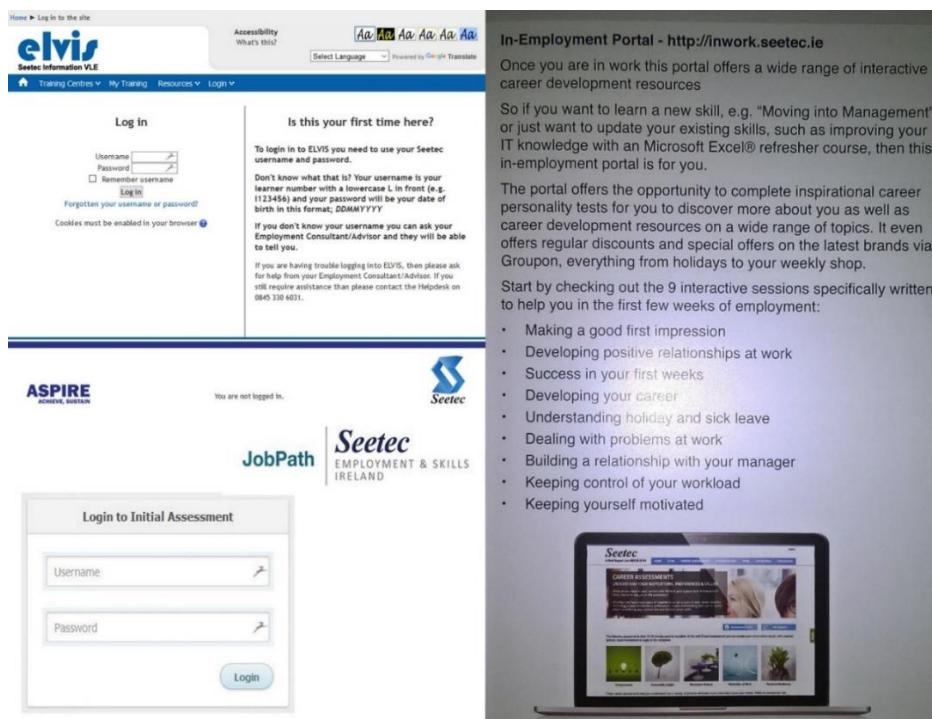 Home ► Log in to the site
elvis
Seetec Information VLE
Accessibility
What's this?
Aa Aa Aa Aa Aa Aa
Select Language
Powered by Google Translate
Training Centres My Training Resources Login
Log in
Username
Password
Remember username
Log in
Forgotten your username or password?
Cookies must be enabled in your browser
Is this your first time here?
To login in to ELVIS you need to use your Seetec
username and password.
Don't know what that is? Your username is your
learner number with a lowercase L in front (e.g.
l123456) and your password will be your date of
birth in this format; DDMMYYYY
If you don't know your username you can ask your
Employment Consultant/Advisor and they will be able
to tell you.
If you are having trouble logging into ELVIS, then please ask
for help from your Employment Consultant/Advisor. If you
still require assistance than please contact the Helpdesk on
0845 330 6031.
ASPIRE
ACHIEVE, SUSTAIN
You are not logged in.
Seetec
JobPath
Seetec
EMPLOYMENT & SKILLS
IRELAND
Login to Initial Assessment
Username
Password
Login
In-Employment Portal - http://inwork.seetec.ie
Once you are in work this portal offers a wide range of interactive
career development resources
So if you want to learn a new skill, e.g. "Moving into Management"
or just want to update your existing skills, such as improving your
IT knowledge with an Microsoft Excel® refresher course, then this
in-employment portal is for you.
The portal offers the opportunity to complete inspirational career
personality tests for you to discover more about you as well as
career development resources on a wide range of topics. It even
offers regular discounts and special offers on the latest brands via
Groupon, everything from holidays to your weekly shop.
Start by checking out the 9 interactive sessions specifically written
to help you in the first few weeks of employment:
• Making a good first impression
• Developing positive relationships at work
• Success in your first weeks
• Developing your career
• Understanding holiday and sick leave
• Dealing with problems at work
• Building a relationship with your manager
• Keeping control of your workload
• Keeping yourself motivated
Seetec
CAREER ASSESSMENTS